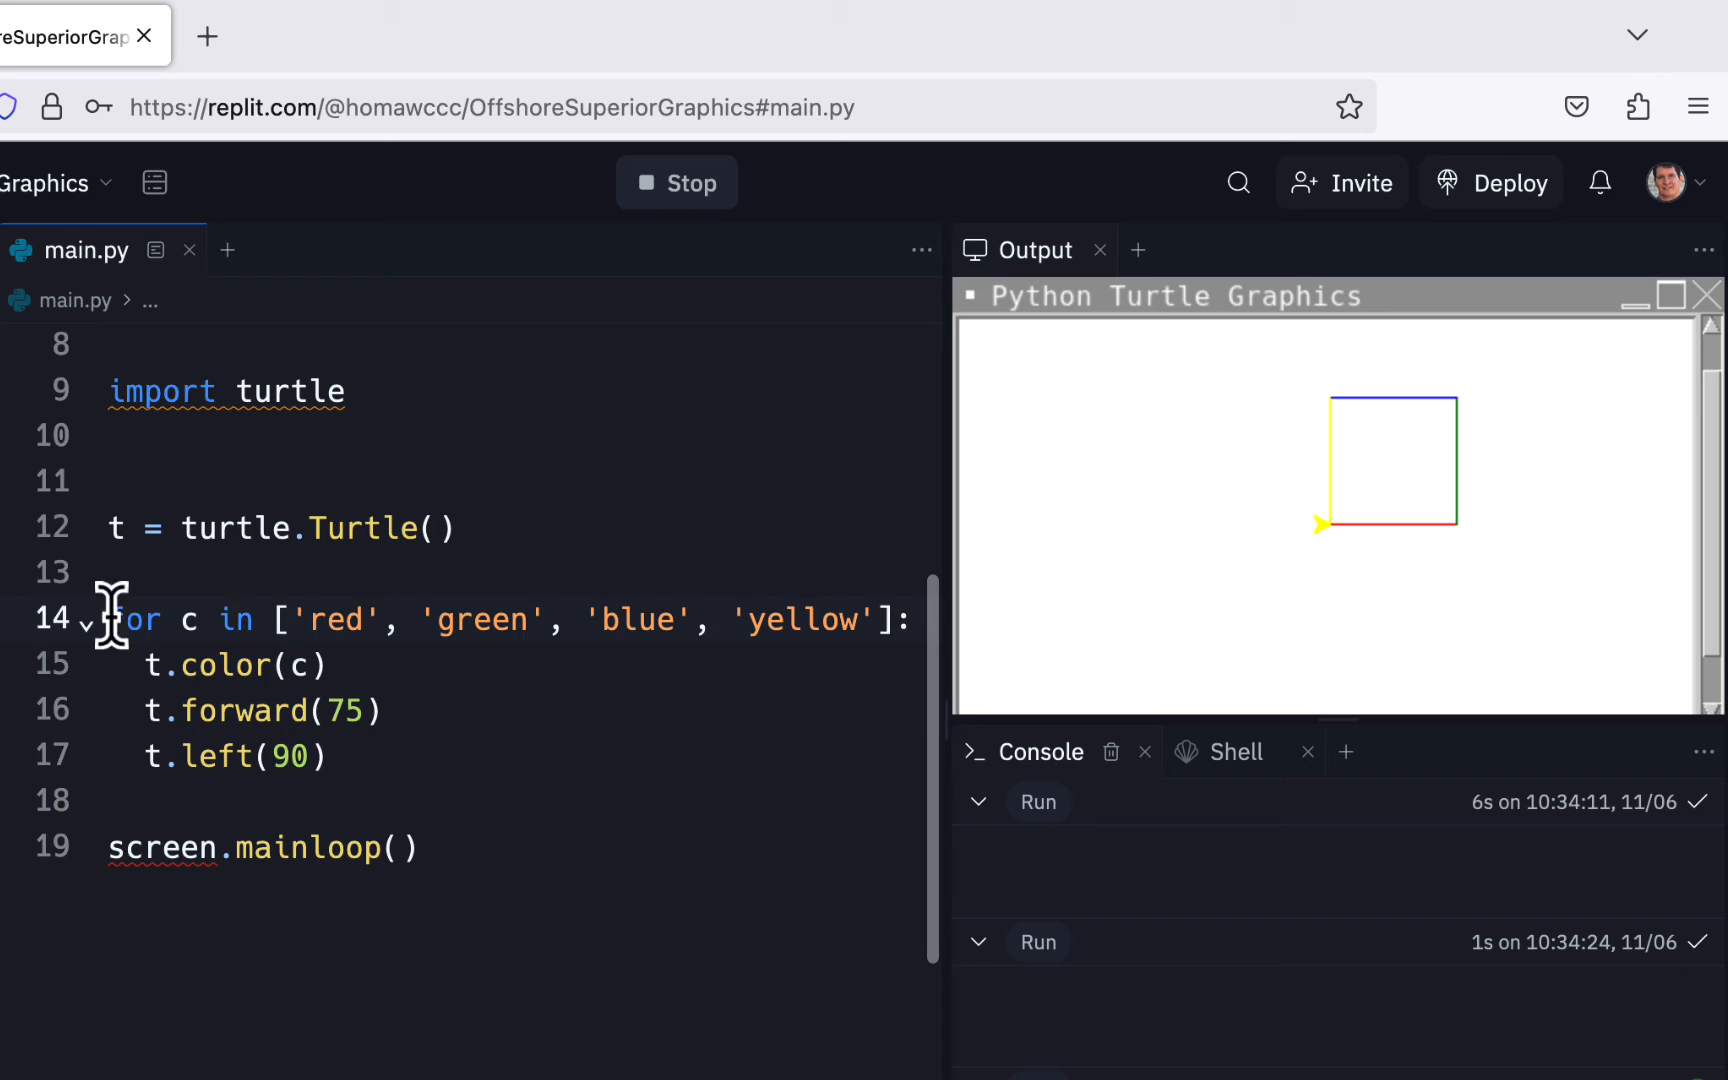 reSuperiorGrap
https://replit.com/@homawccc/OffshoreSuperiorGraphics#main.py
Graphics
Stop
Invite
Deploy
main.py
Output
main.py > ...
Python Turtle Graphics
8
9 import turtle
10
11
12 t = turtle.Turtle()
13
14 for c in ['red', 'green', 'blue', 'yellow']:
15 t.color(c)
16 t.forward(75)
17 t.left(90)
18
19 screen.mainloop()
Console
Shell
Run
6s on 10:34:11, 11/06
Run
1s on 10:34:24, 11/06